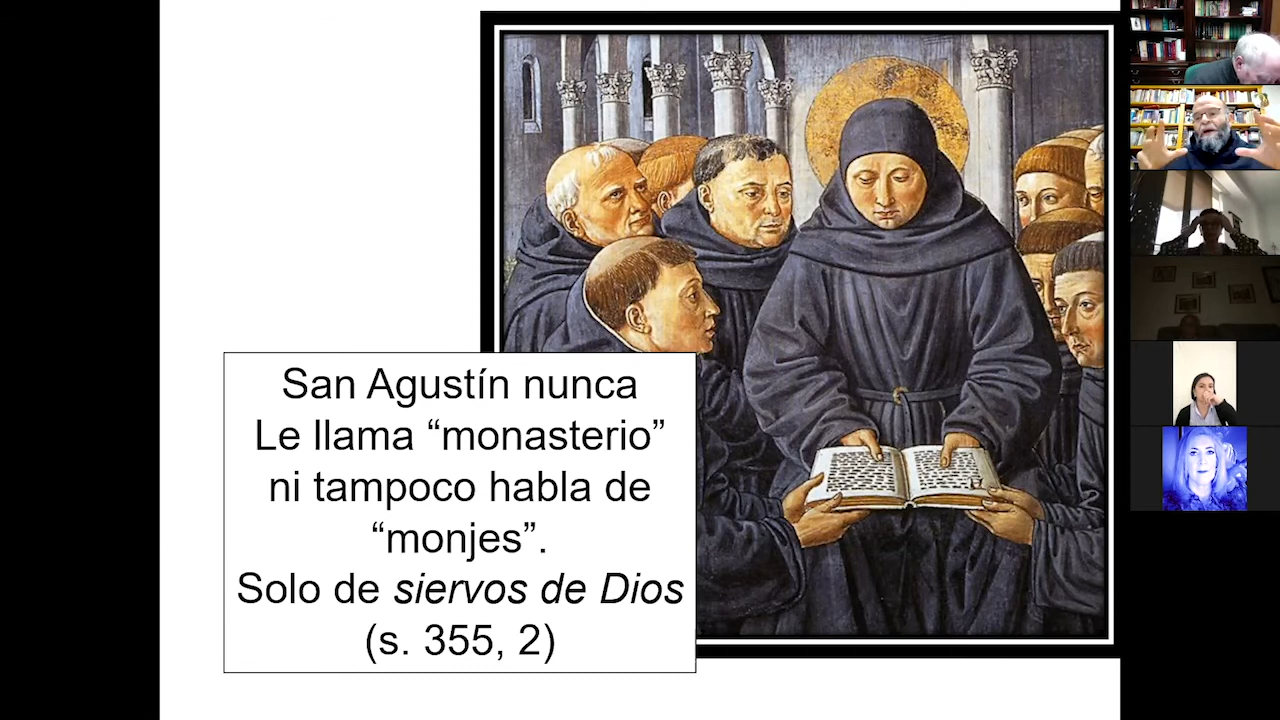 San Agustín nunca
Le llama “monasterio”
ni tampoco habla de
“monjes”.
Solo de siervos de Dios
(s. 355, 2)